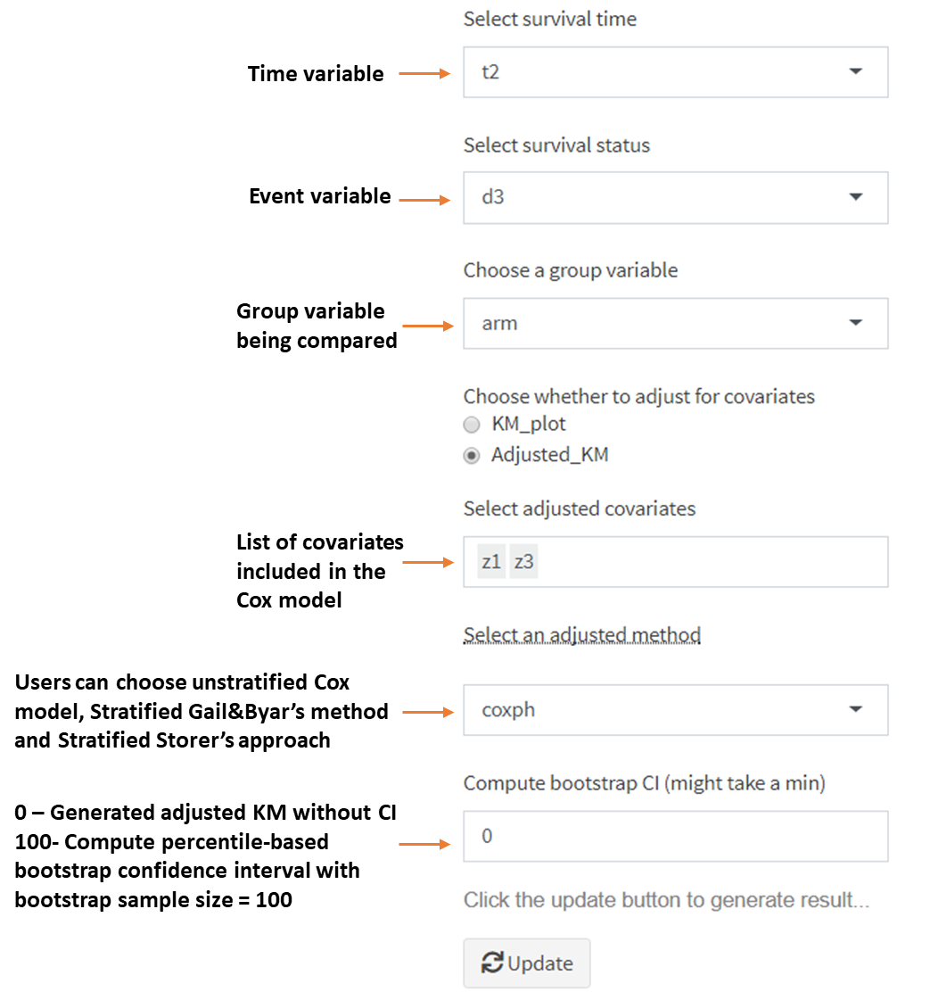 Select survival time
Time variable
t2
Select survival status
Event variable
d3
Choose a group variable
Group variable
being compared
arm
Choose whether to adjust for covariates
KM_plot
Adjusted_KM
Select adjusted covariates
List of covariates
included in the
Cox model
z1 z3
Select an adjusted method
Users can choose unstratified Cox
model, Stratified Gail&Byar’s method
and Stratified Storer’s approach
coxph
Compute bootstrap CI (might take a min)
0 – Generated adjusted KM without CI
100- Compute percentile-based
bootstrap confidence interval with
bootstrap sample size = 100
0
Click the update button to generate result...
Update